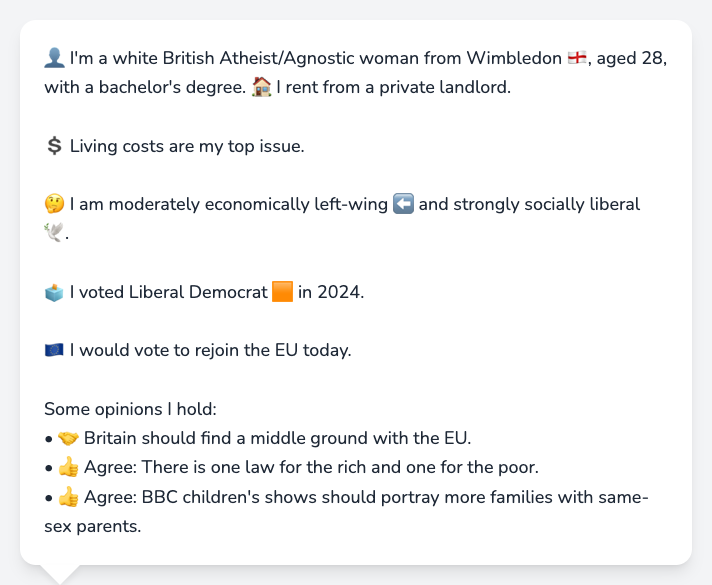 👤 I'm a white British Atheist/Agnostic woman from Wimbledon 🏴󠁧󠁢󠁥󠁮󠁧󠁿, aged 28,
with a bachelor's degree. 🏠 I rent from a private landlord.
💲 Living costs are my top issue.
🤔 I am moderately economically left-wing ⬅️ and strongly socially liberal
🕊️.
🗳️ I voted Liberal Democrat 🟧 in 2024.
🇪🇺 I would vote to rejoin the EU today.
Some opinions I hold:
• 🤝 Britain should find a middle ground with the EU.
• 👍 Agree: There is one law for the rich and one for the poor.
• 👍 Agree: BBC children's shows should portray more families with same-
sex parents.